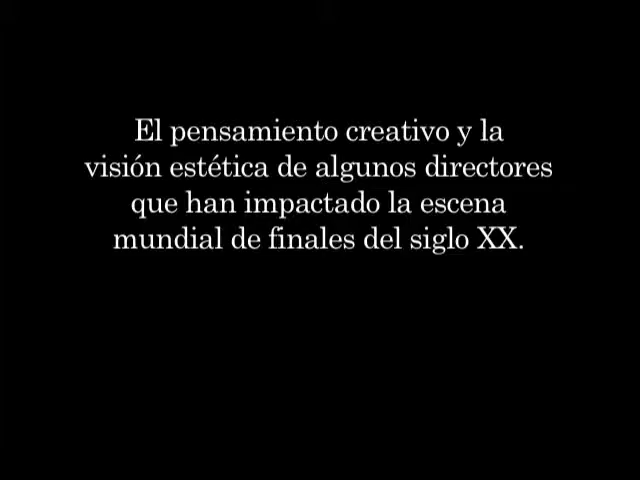 El pensamiento creativo y la
visión estética de algunos directores
que han impactado la escena
mundial de finales del siglo XX.